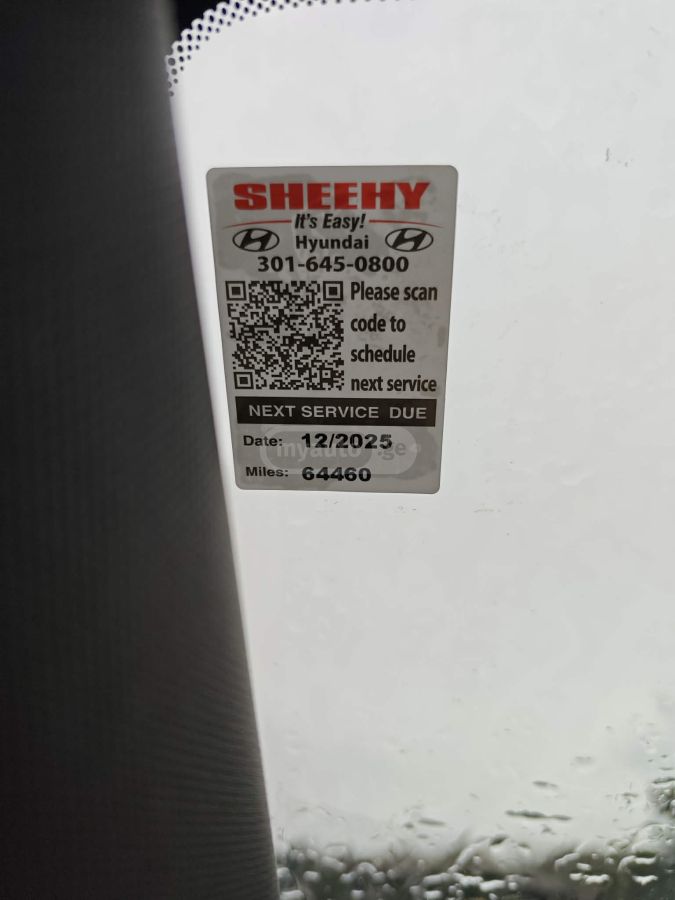 SHEEHY
It's Easy!
Hyundai
301-645-0800
Please scan
code to
schedule
next service
NEXT SERVICE DUE
Date: 12/2025
myauto.ge
Miles: 64460